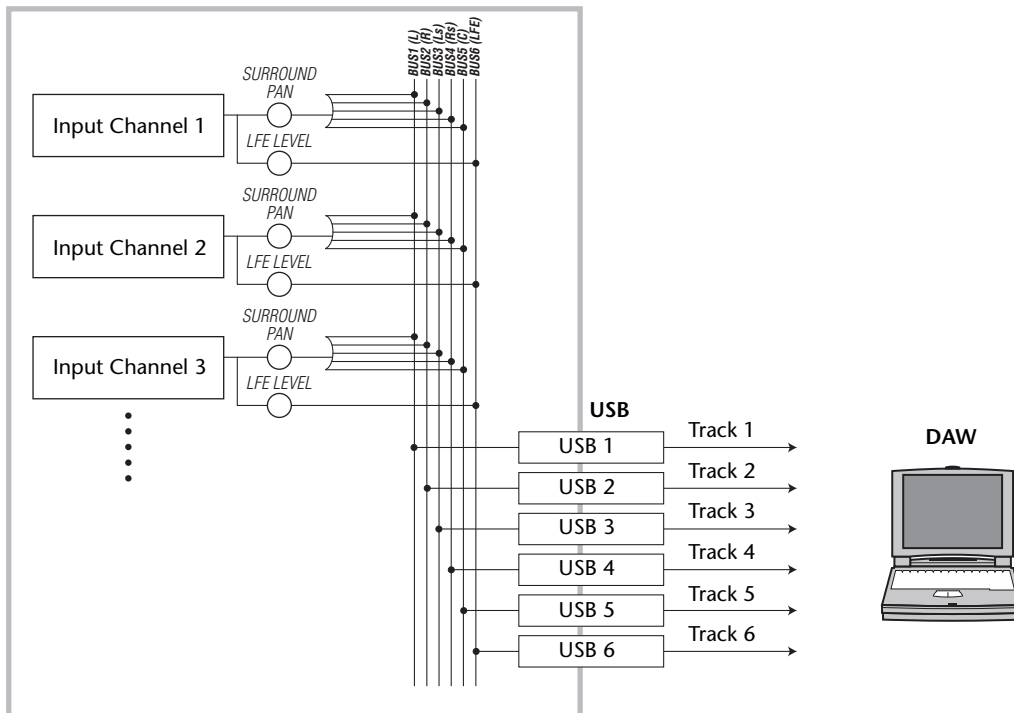 BUS1 (L)
BUS2 (R)
BUS3 (Ls)
BUS4 (Rs)
BUS5 (C)
BUS6 (LFE)
SURROUND
PAN
Input Channel 1
LFE LEVEL
SURROUND
PAN
Input Channel 2
LFE LEVEL
SURROUND
PAN
Input Channel 3
LFE LEVEL
USB
DAW
USB 1
Track 1
USB 2
Track 2
USB 3
Track 3
USB 4
Track 4
USB 5
Track 5
USB 6
Track 6